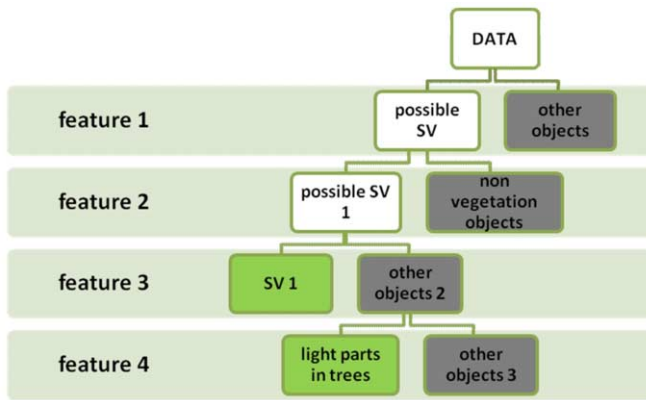 DATA
feature 1
possible
SV
other
objects
feature 2
possible SV
1
non
vegetation
objects
feature 3
SV 1
other
objects 2
feature 4
light parts
in trees
other
objects 3